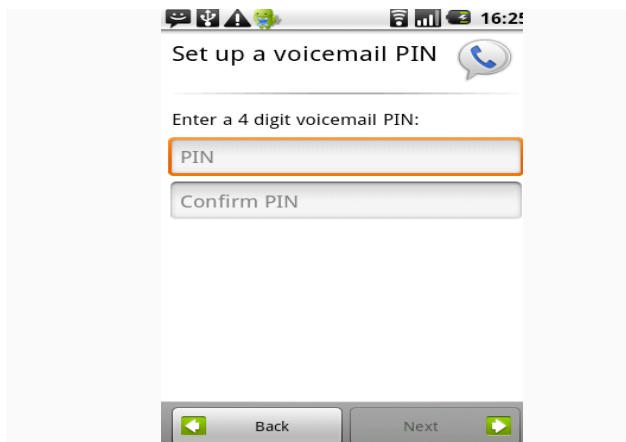 16:25
Set up a voicemail PIN
Enter a 4 digit voicemail PIN:
PIN
Confirm PIN
Back Next